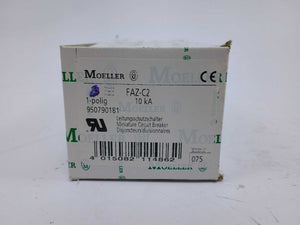 MOELLER
CE
FAZ-C2
1-polig 10 kA
950790181
Leitungsschutzschalter
Miniature Circuit Breaker
Disjoncteurs divisionnaires
4 015082 114862
075
MOELLER